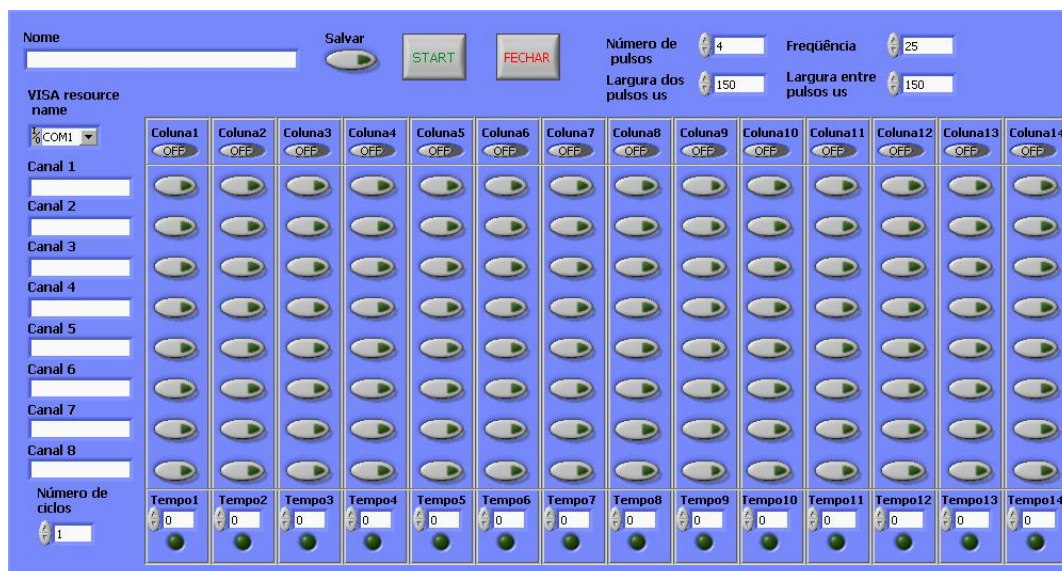 Nome
Salvar
START
FECHAR
Número de pulsos
4
Freqüência
25
Largura dos pulsos us
150
Largura entre pulsos us
150
VISA resource name
COM1
Coluna1 Coluna2 Coluna3 Coluna4 Coluna5 Coluna6 Coluna7 Coluna8 Coluna9 Coluna10 Coluna11 Coluna12 Coluna13 Coluna14
OFF OFF OFF OFF OFF OFF OFF OFF OFF OFF OFF OFF OFF OFF
Canal 1
Canal 2
Canal 3
Canal 4
Canal 5
Canal 6
Canal 7
Canal 8
Número de ciclos
1
Tempo1 Tempo2 Tempo3 Tempo4 Tempo5 Tempo6 Tempo7 Tempo8 Tempo9 Tempo10 Tempo11 Tempo12 Tempo13 Tempo14
0 0 0 0 0 0 0 0 0 0 0 0 0 0